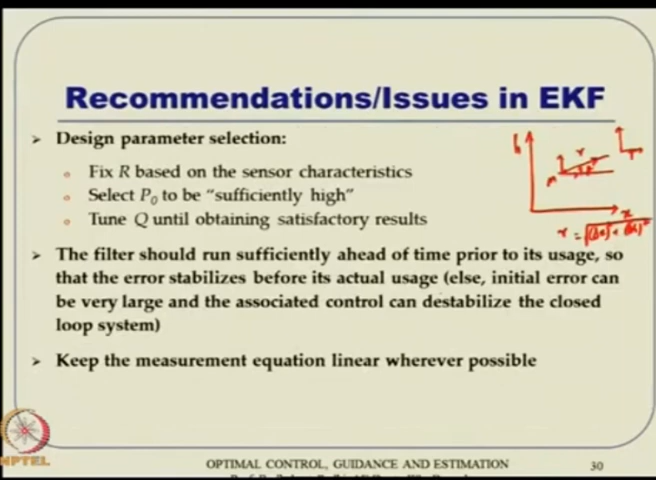 Recommendations/Issues in EKF
Design parameter selection:
Fix R based on the sensor characteristics
Select P₀ to be "sufficiently high"
Tune Q until obtaining satisfactory results
The filter should run sufficiently ahead of time prior to its usage, so
that the error stabilizes before its actual usage (else, initial error can
be very large and the associated control can destabilize the closed
loop system)
Keep the measurement equation linear wherever possible
NPTEL
OPTIMAL CONTROL, GUIDANCE AND ESTIMATION
30